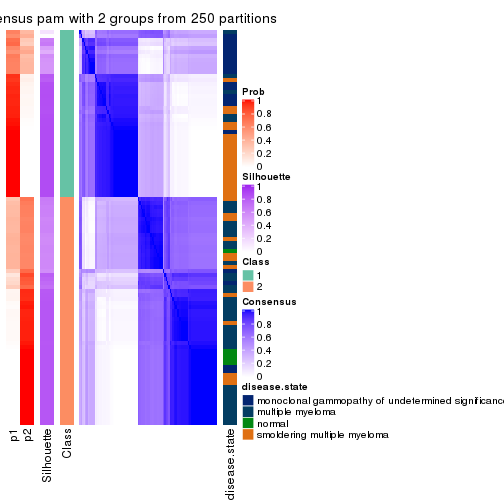 ensus pam with 2 groups from 250 partitions
Prob
1
0.8
0.6
0.4
0.2
0
Silhouette
1
0.8
0.6
0.4
0.2
0
Class
1
2
Consensus
1
0.8
0.6
0.4
0.2
0
disease.state
monoclonal gammopathy of undetermined significance
multiple myeloma
normal
smoldering multiple myeloma
p1
p2
Silhouette
Class
disease.state